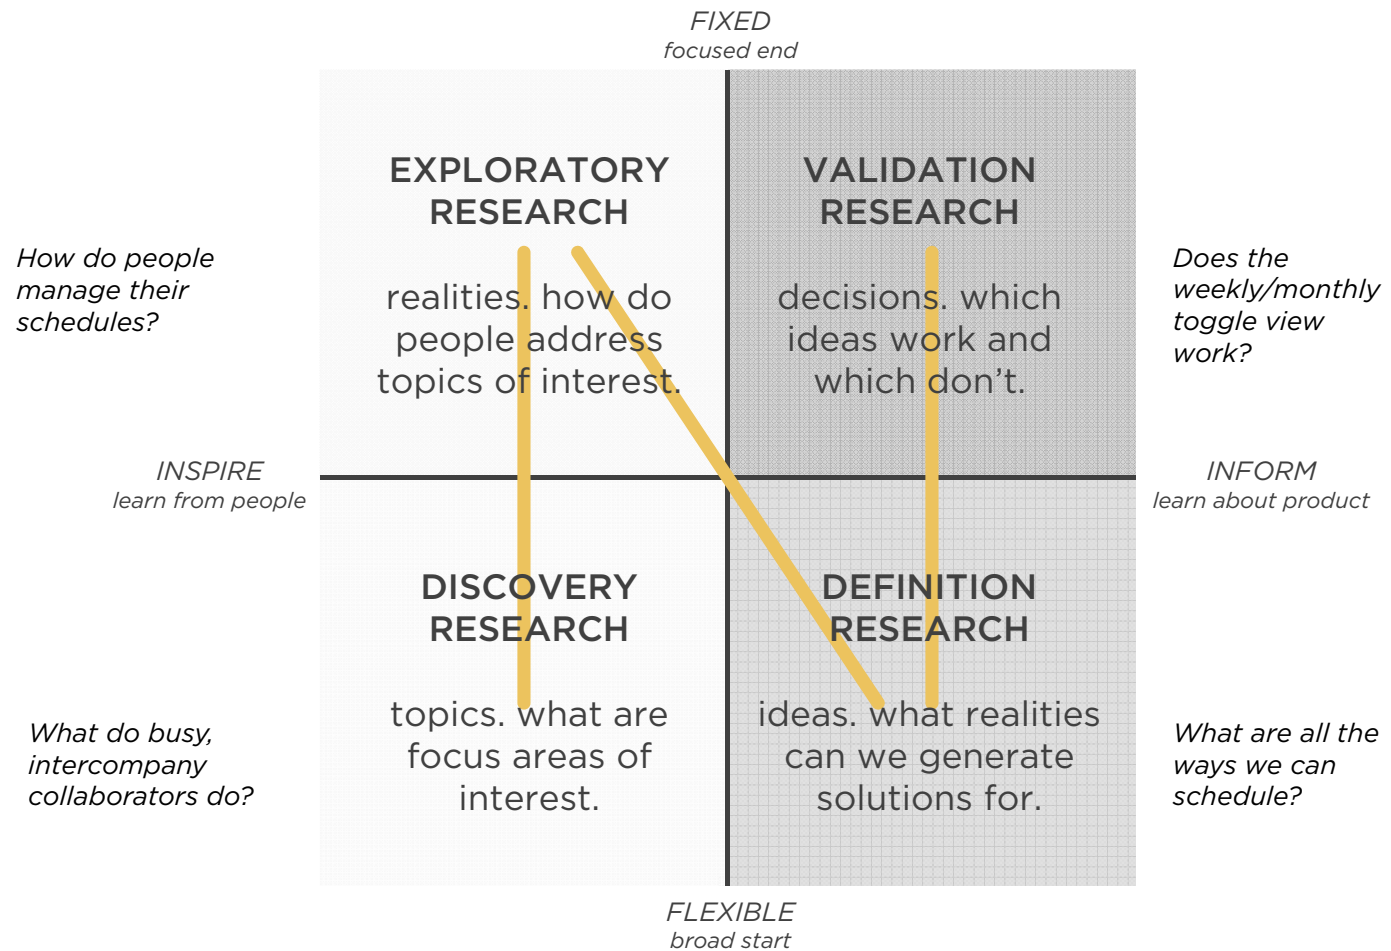 FIXED
focused end
EXPLORATORY
RESEARCH
realities. how do
people address
topics of interest.
VALIDATION
RESEARCH
decisions. which
ideas work and
which don’t.
How do people
manage their
schedules?
Does the
weekly/monthly
toggle view
work?
INSPIRE
learn from people
INFORM
learn about product
DISCOVERY
RESEARCH
topics. what are
focus areas of
interest.
DEFINITION
RESEARCH
ideas. what realities
can we generate
solutions for.
What do busy,
intercompany
collaborators do?
What are all the
ways we can
schedule?
FLEXIBLE
broad start